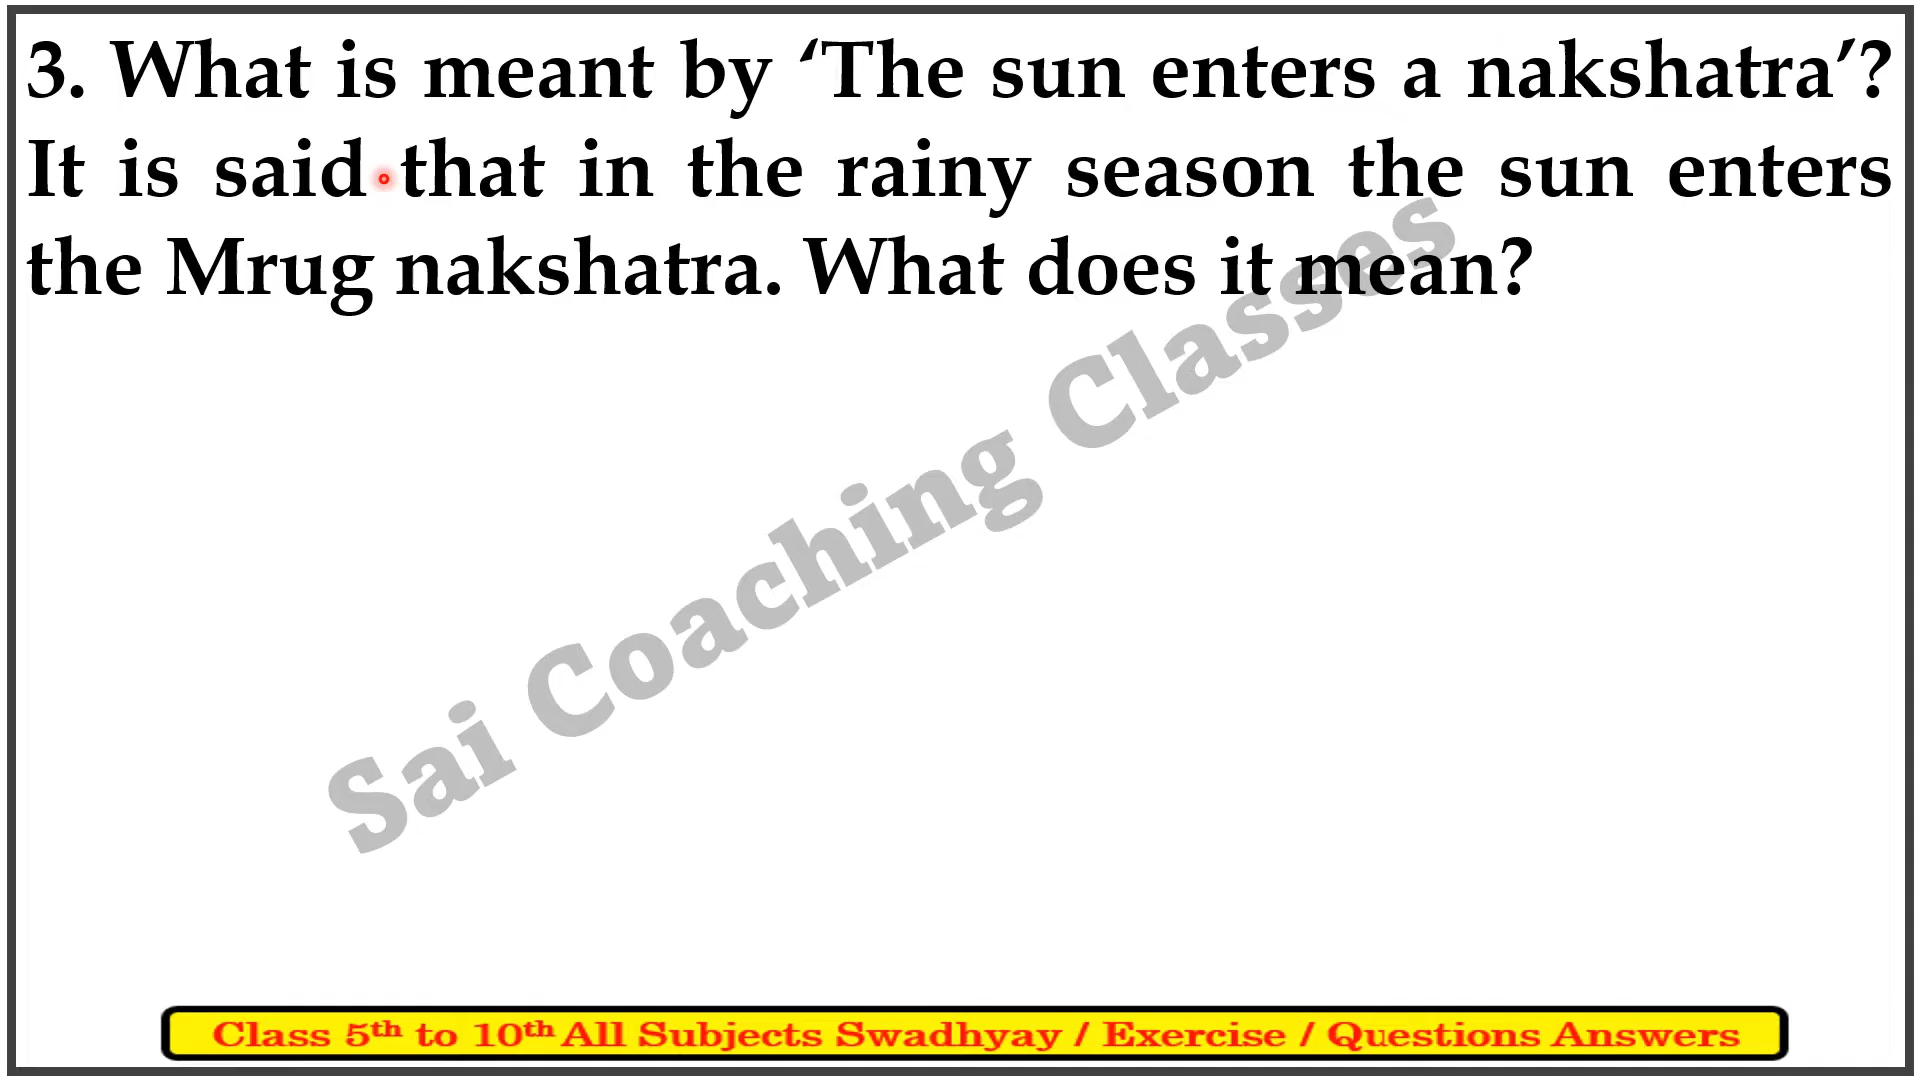 3. What is meant by ‘The sun enters a nakshatra’?
It is said that in the rainy season the sun enters
the Mrug nakshatra. What does it mean?
Sai Coaching Classes
Class 5th to 10th All Subjects Swadhyay / Exercise / Questions Answers